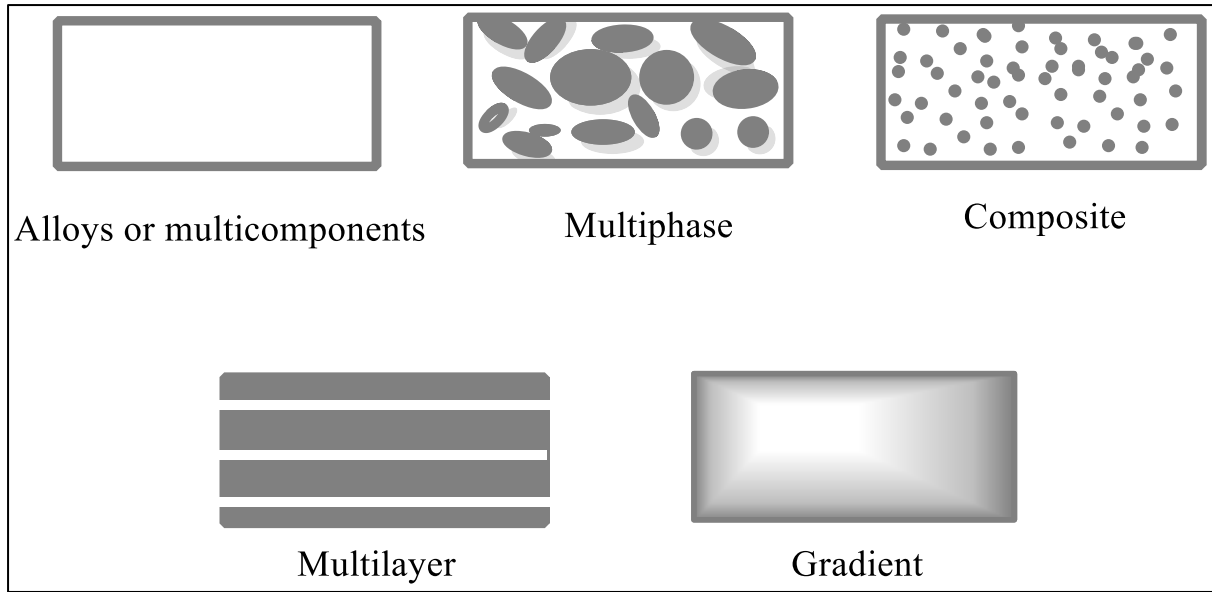 Alloys or multicomponents
Multiphase
Composite
Multilayer
Gradient